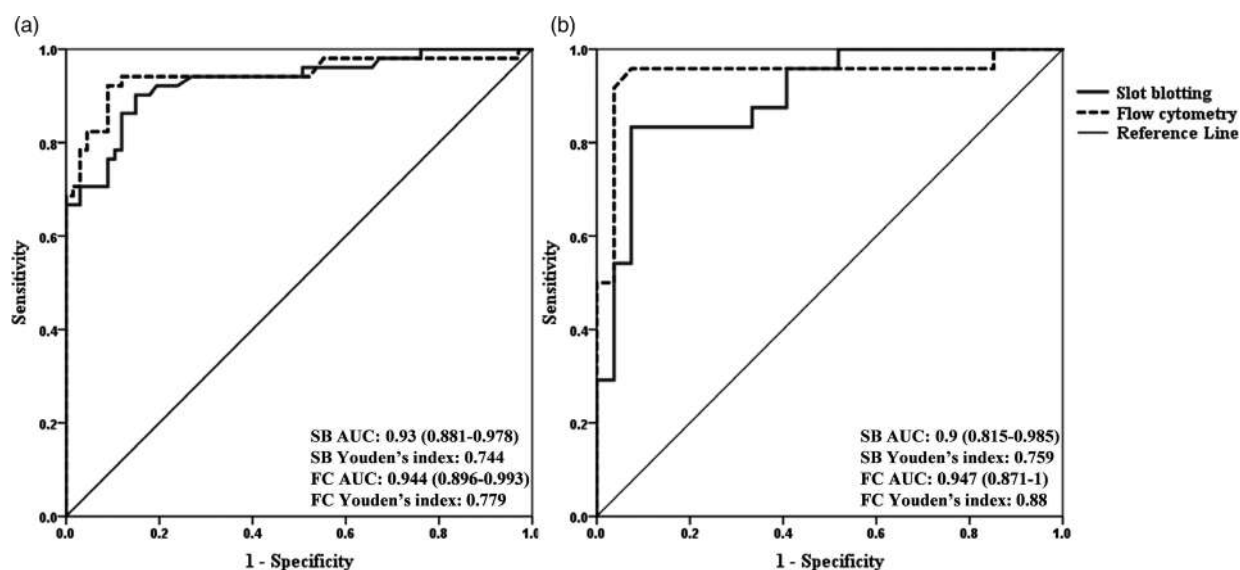 (a)
1.0
0.8
0.6
0.4
0.2
0.0
Sensitivity
0.0 0.2 0.4 0.6 0.8 1.0
1 - Specificity
SB AUC: 0.93 (0.881-0.978)
SB Youden's index: 0.744
FC AUC: 0.944 (0.896-0.993)
FC Youden's index: 0.779
(b)
1.0
0.8
0.6
0.4
0.2
0.0
Sensitivity
0.0 0.2 0.4 0.6 0.8 1.0
1 - Specificity
SB AUC: 0.9 (0.815-0.985)
SB Youden's index: 0.759
FC AUC: 0.947 (0.871-1)
FC Youden's index: 0.88
Slot blotting
Flow cytometry
Reference Line